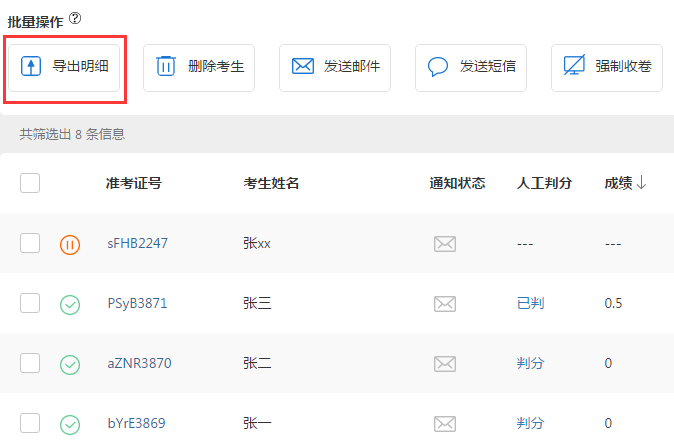 批量操作 ?
导出明细 删除考生 发送邮件 发送短信 强制收卷
共筛选出 8 条信息
准考证号 考生姓名 通知状态 人工判分 成绩↓
sFHB2247 张xx --- ---
PSyB3871 张三 已判 0.5
aZNR3870 张二 判分 0
bYrE3869 张一 判分 0